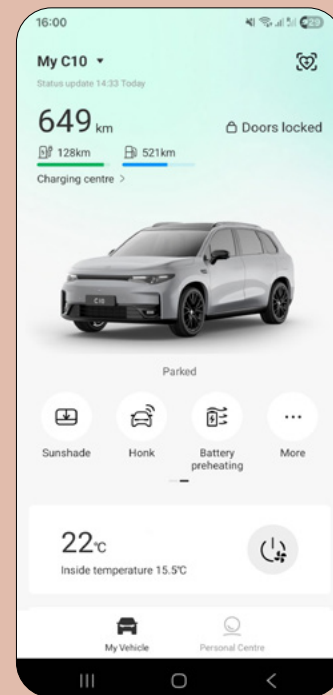 16:00
29
My C10
Status update 14:33 Today
649 km
Doors locked
128km
521km
Charging centre >
C10
Parked
Sunshade
Honk
Battery
preheating
More
22℃
Inside temperature 15.5℃
My Vehicle
Personal Centre